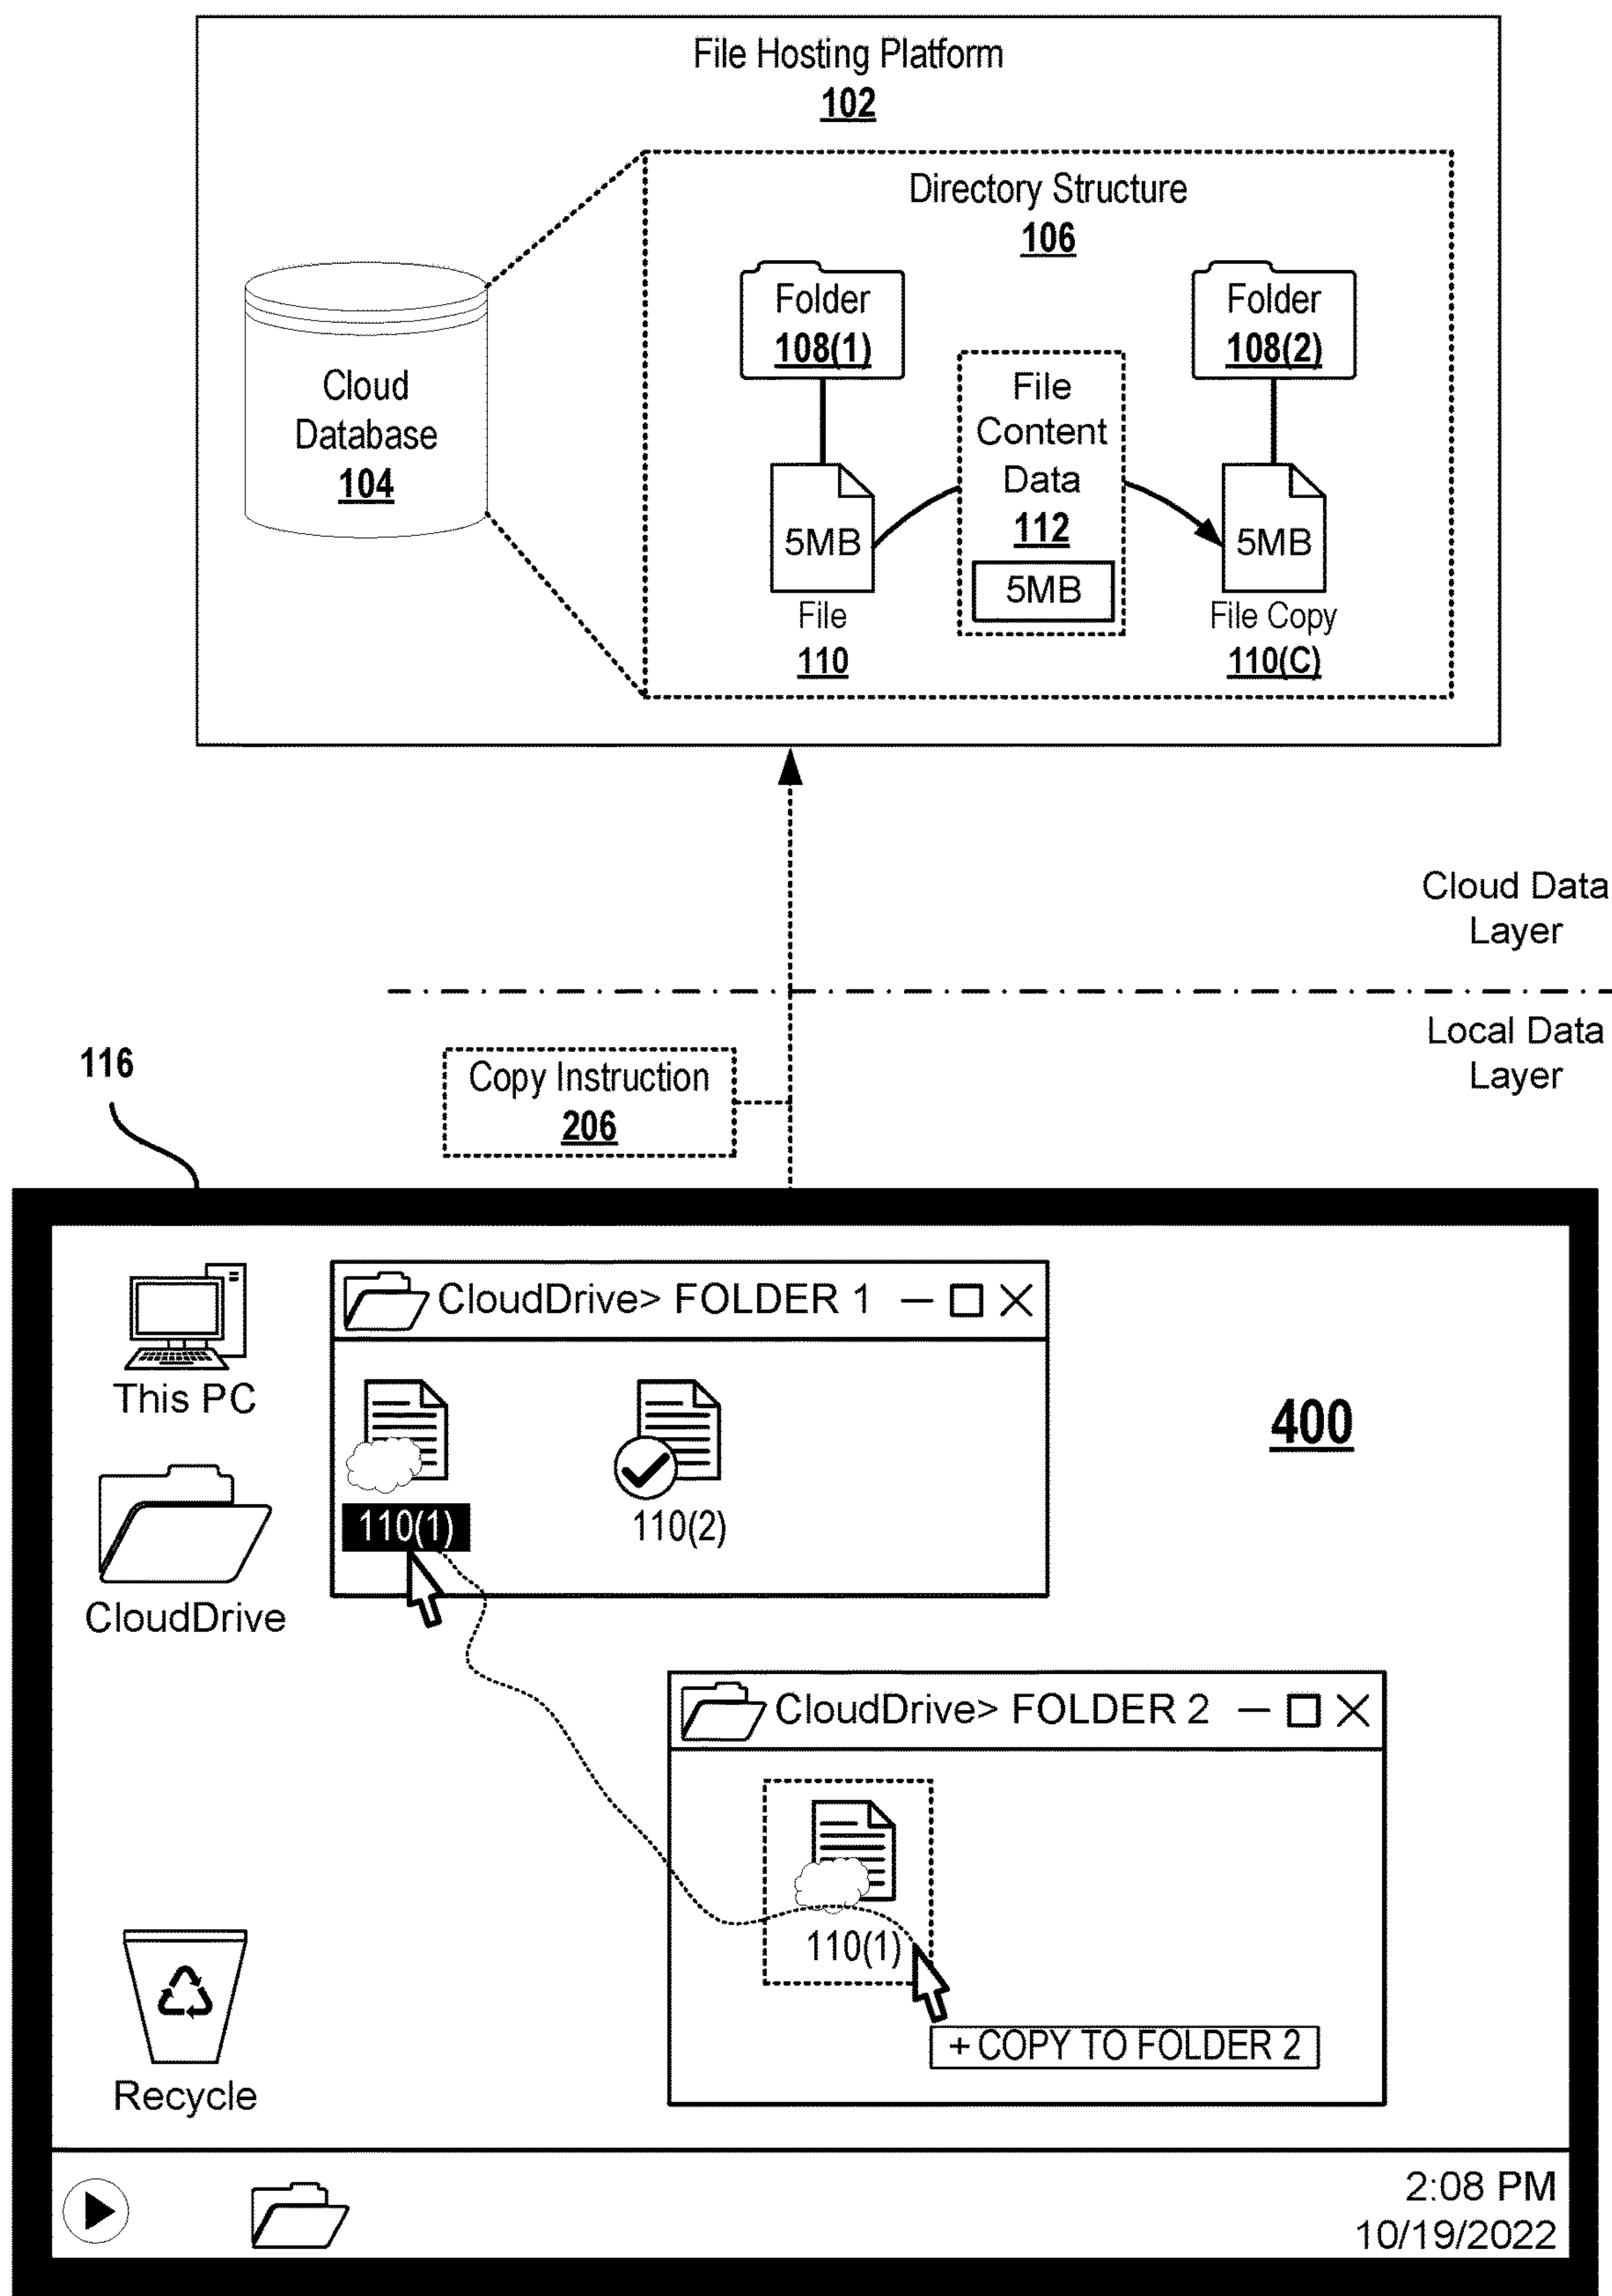 File Hosting Platform
102
Directory Structure
106
Cloud
Database
104
Folder
108(1)
File
Content
Data
112
5MB
Folder
108(2)
5MB
File
110
5MB
File Copy
110(C)
Cloud Data
Layer
Local Data
Layer
116
Copy Instruction
206
This PC
CloudDrive
Recycle
CloudDrive> FOLDER 1
110(1)
110(2)
400
CloudDrive> FOLDER 2
110(1)
+ COPY TO FOLDER 2
2:08 PM
10/19/2022